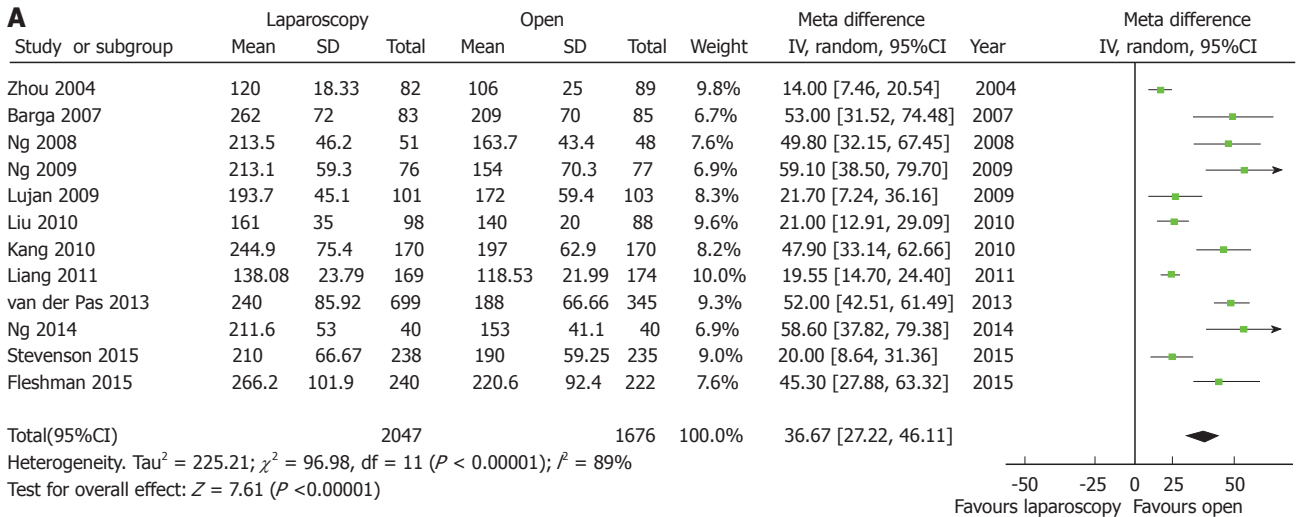 A
Laparoscopy Open Meta difference Meta difference
Study or subgroup Mean SD Total Mean SD Total Weight IV, random, 95%CI Year IV, random, 95%CI
Zhou 2004 120 18.33 82 106 25 89 9.8% 14.00 [7.46, 20.54] 2004
Barga 2007 262 72 83 209 70 85 6.7% 53.00 [31.52, 74.48] 2007
Ng 2008 213.5 46.2 51 163.7 43.4 48 7.6% 49.80 [32.15, 67.45] 2008
Ng 2009 213.1 59.3 76 154 70.3 77 6.9% 59.10 [38.50, 79.70] 2009
Lujan 2009 193.7 45.1 101 172 59.4 103 8.3% 21.70 [7.24, 36.16] 2009
Liu 2010 161 35 98 140 20 88 9.6% 21.00 [12.91, 29.09] 2010
Kang 2010 244.9 75.4 170 197 62.9 170 8.2% 47.90 [33.14, 62.66] 2010
Liang 2011 138.08 23.79 169 118.53 21.99 174 10.0% 19.55 [14.70, 24.40] 2011
van der Pas 2013 240 85.92 699 188 66.66 345 9.3% 52.00 [42.51, 61.49] 2013
Ng 2014 211.6 53 40 153 41.1 40 6.9% 58.60 [37.82, 79.38] 2014
Stevenson 2015 210 66.67 238 190 59.25 235 9.0% 20.00 [8.64, 31.36] 2015
Fleshman 2015 266.2 101.9 240 220.6 92.4 222 7.6% 45.30 [27.88, 63.32] 2015
Total(95%CI) 2047 1676 100.0% 36.67 [27.22, 46.11]
Heterogeneity. Tau² = 225.21; χ² = 96.98, df = 11 (P < 0.00001); I² = 89%
Test for overall effect: Z = 7.61 (P <0.00001)
-50 -25 0 25 50
Favours laparoscopy Favours open